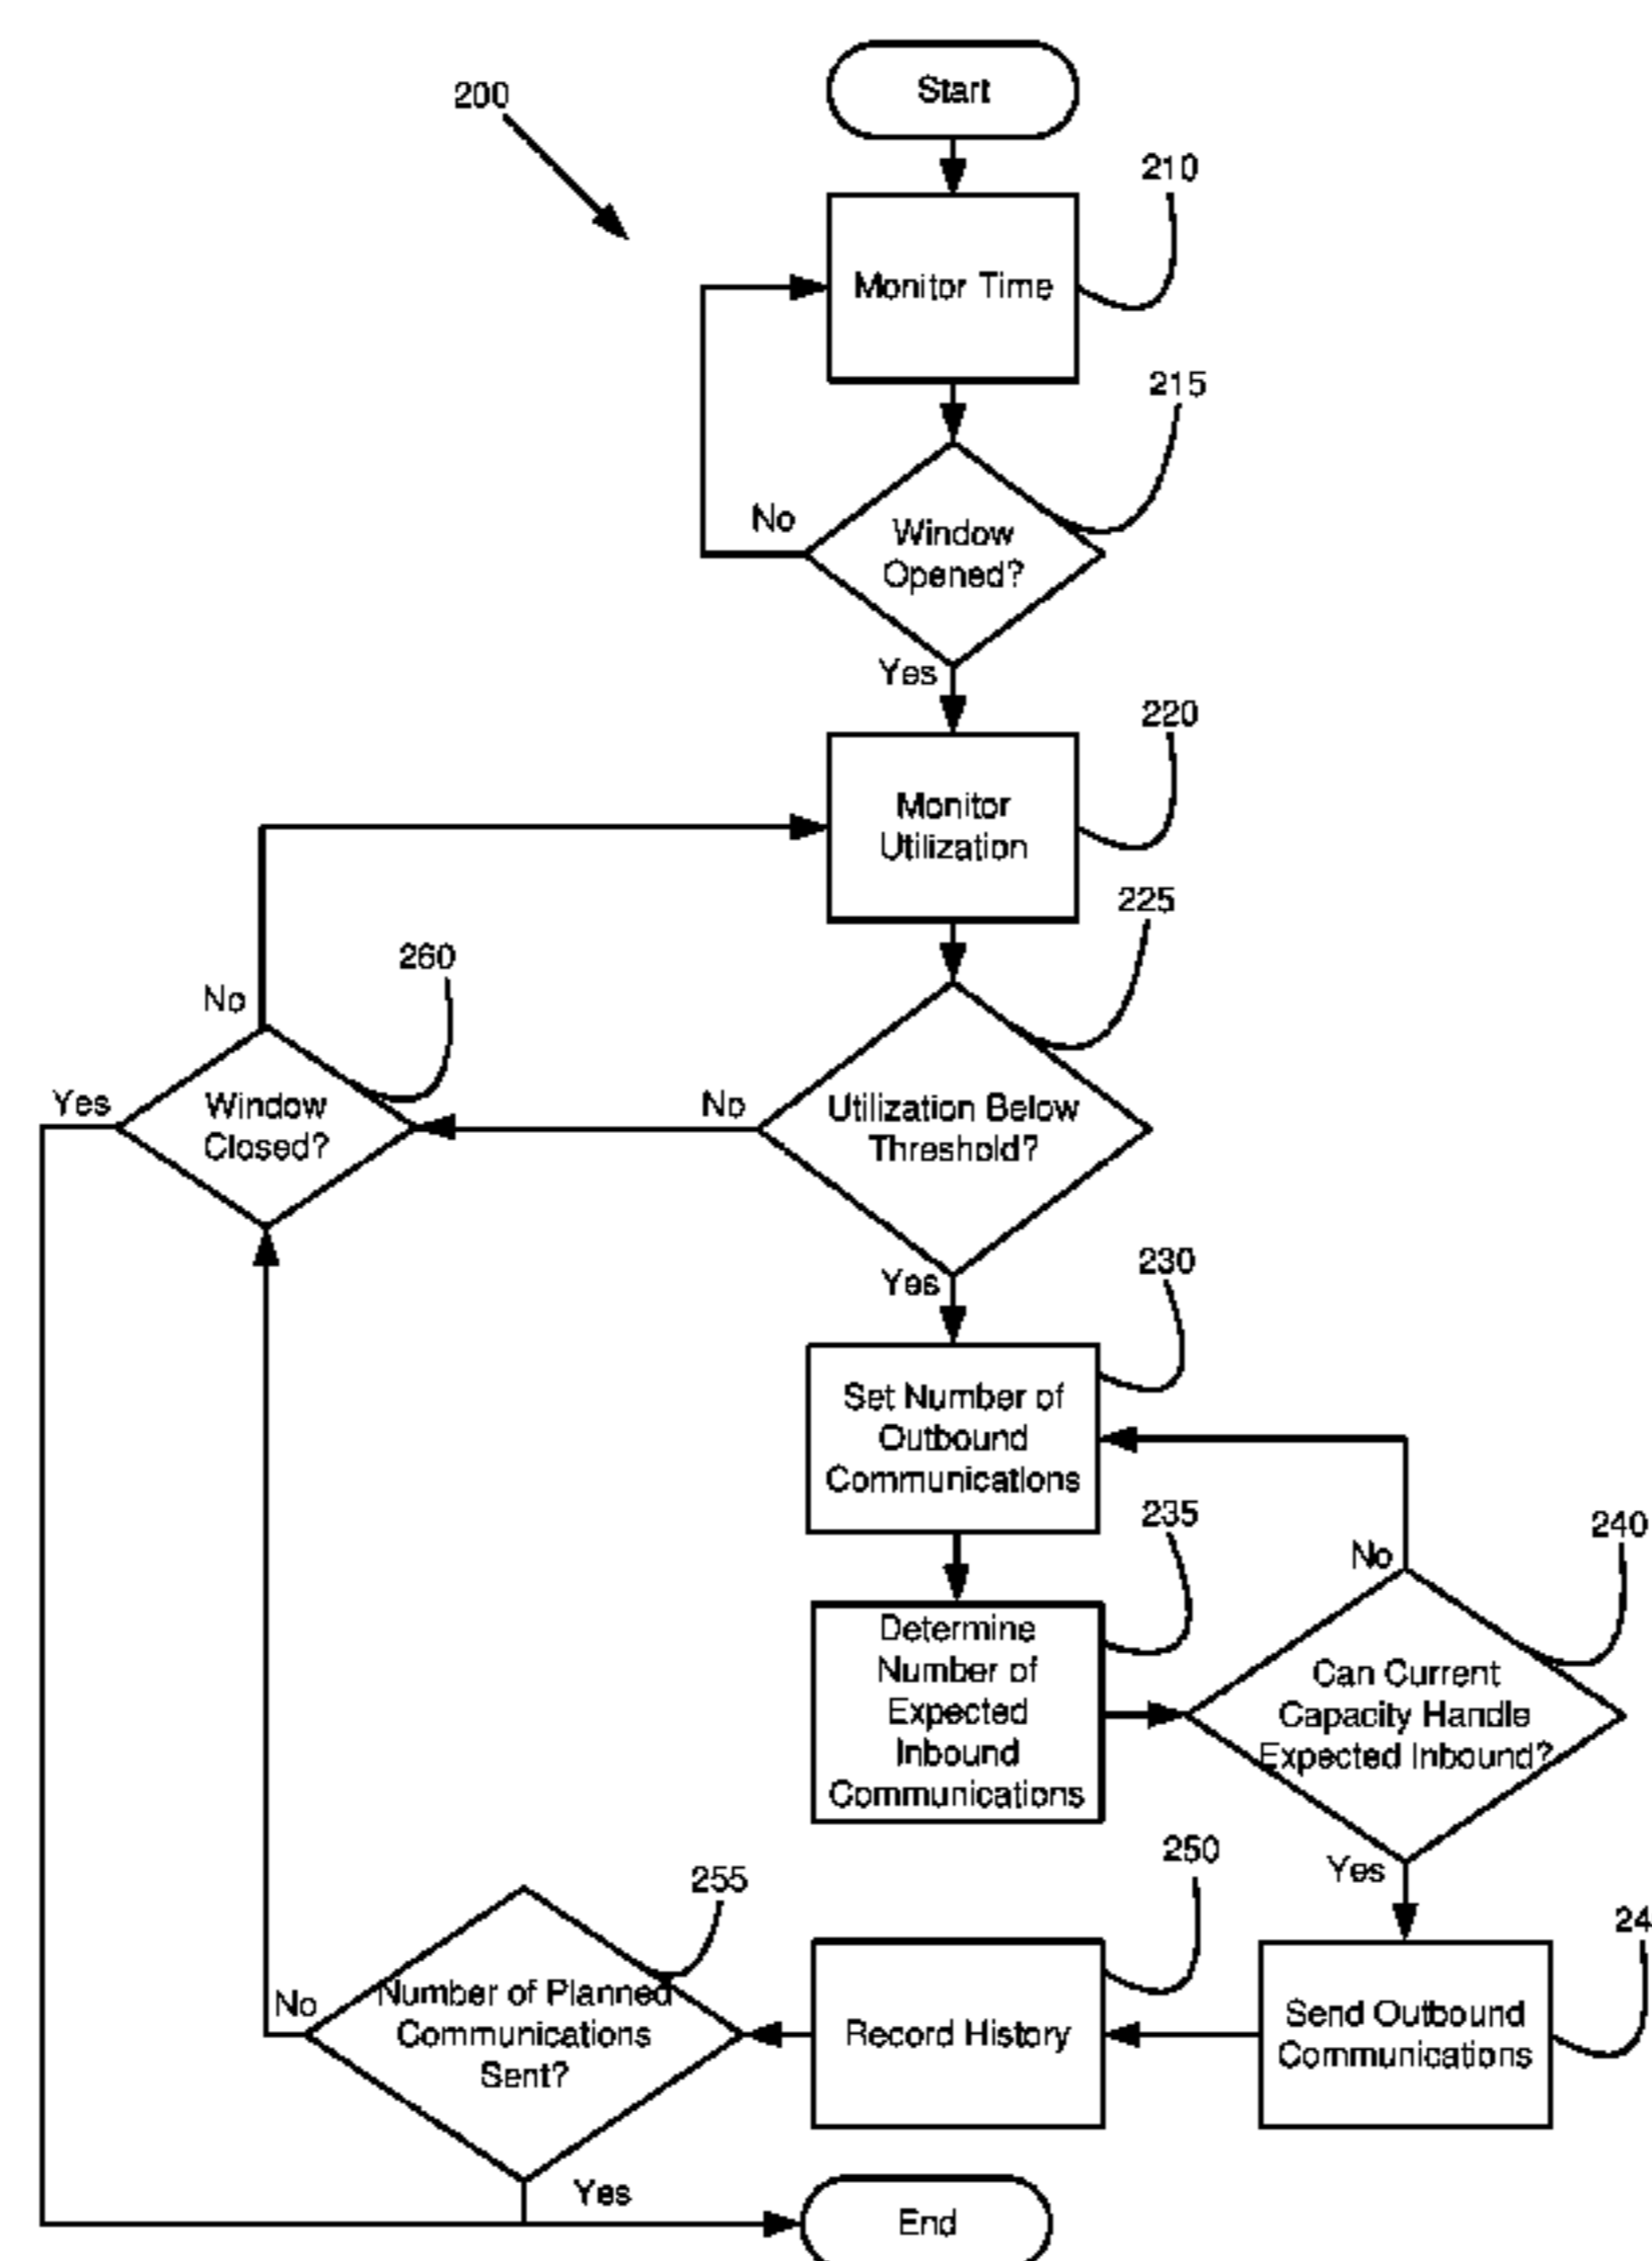 200
Start
210
Monitor Time
215
No
Window
Opened?
Yes
220
Monitor
Utilization
225
260
No
Yes
Window
Closed?
No
Utilization Below
Threshold?
Yes
230
Set Number of
Outbound
Communications
235
240
No
Determine
Number of
Expected
Inbound
Communications
Can Current
Capacity Handle
Expected Inbound?
Yes
250
255
24
No
Number of Planned
Communications
Sent?
Record History
Send Outbound
Communications
Yes
End